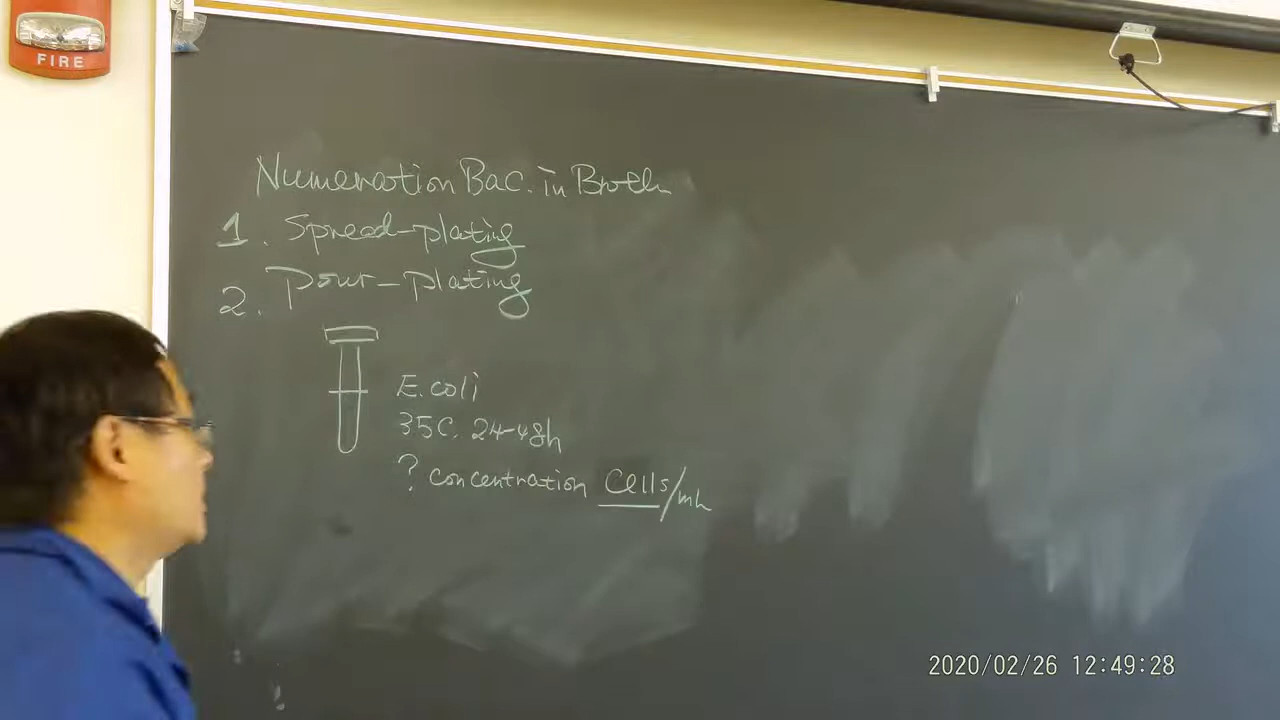 FIRE
Numeration Bac. in Broth
1. Spread-plating
2. Pour-plating
E.coli
35C. 24-48h
? concentration Cells/mL
2020/02/26 12:49:28